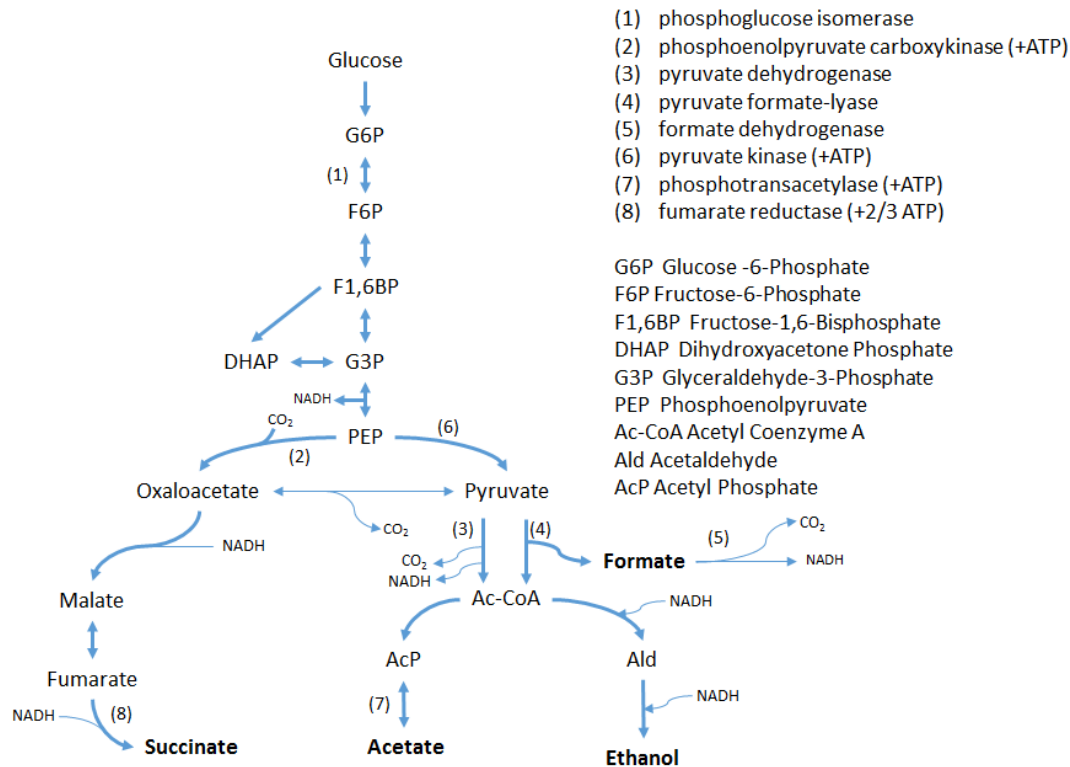 (1) phosphoglucose isomerase
(2) phosphoenolpyruvate carboxykinase (+ATP)
(3) pyruvate dehydrogenase
(4) pyruvate formate-lyase
(5) formate dehydrogenase
(6) pyruvate kinase (+ATP)
(7) phosphotransacetylase (+ATP)
(8) fumarate reductase (+2/3 ATP)
G6P Glucose -6-Phosphate
F6P Fructose-6-Phosphate
F1,6BP Fructose-1,6-Bisphosphate
DHAP Dihydroxyacetone Phosphate
G3P Glyceraldehyde-3-Phosphate
PEP Phosphoenolpyruvate
Ac-CoA Acetyl Coenzyme A
Ald Acetaldehyde
AcP Acetyl Phosphate
Glucose
G6P
(1)
F6P
F1,6BP
DHAP
G3P
NADH
CO₂
PEP
(6)
(2)
Oxaloacetate
Pyruvate
CO₂
(3)
(4)
(5)
CO₂
NADH
CO₂
NADH
Formate
NADH
Malate
Ac-CoA
NADH
Fumarate
AcP
Ald
NADH
(8)
(7)
NADH
Succinate
Acetate
Ethanol